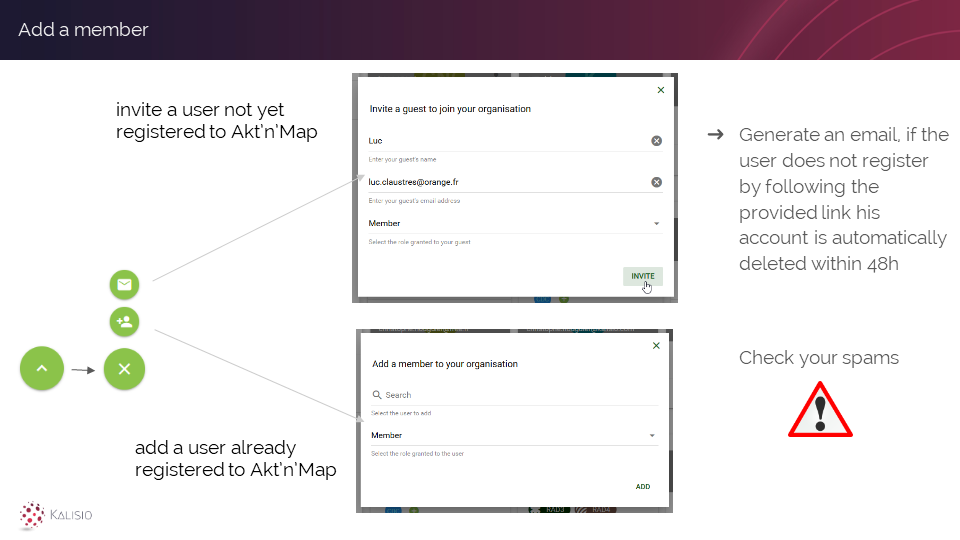 Add a member
invite a user not yet
registered to Akt'n'Map
Invite a guest to join your organisation
Luc
Enter your guest's name
luc.claustres@orange.fr
Enter your guest's email address
Member
Select the role granted to your guest
INVITE
➔ Generate an email, if the
user does not register
by following the
provided link his
account is automatically
deleted within 48h
Add a member to your organisation
Search
Select the user to add
Member
Select the role granted to the user
ADD
RAD3
RAD4
Check your spams
add a user already
registered to Akt'n'Map
KALISIO